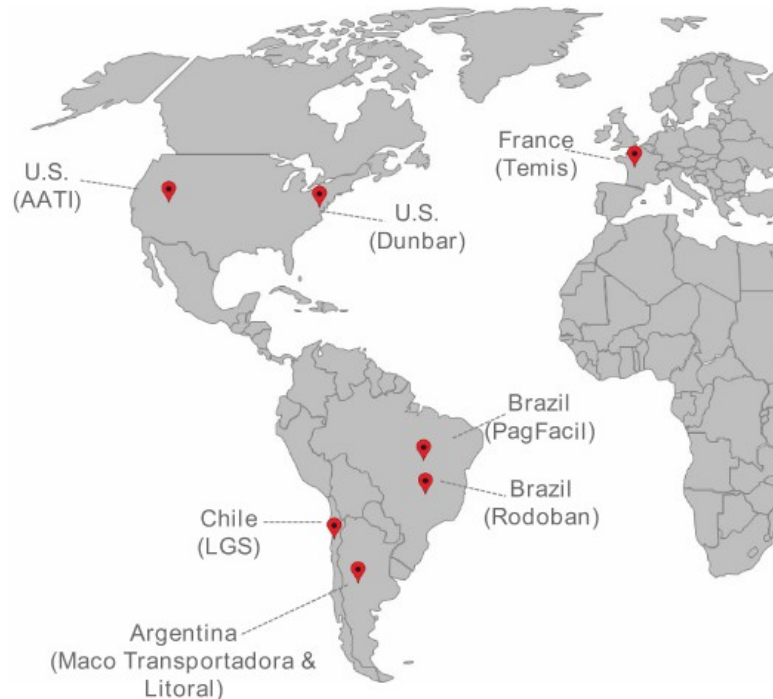 France
(Temis)
U.S.
(AATI)
U.S.
(Dunbar)
Brazil
(PagFacil)
Brazil
(Rodoban)
Chile
(LGS)
Argentina
(Maco Transportadora &
Litoral)